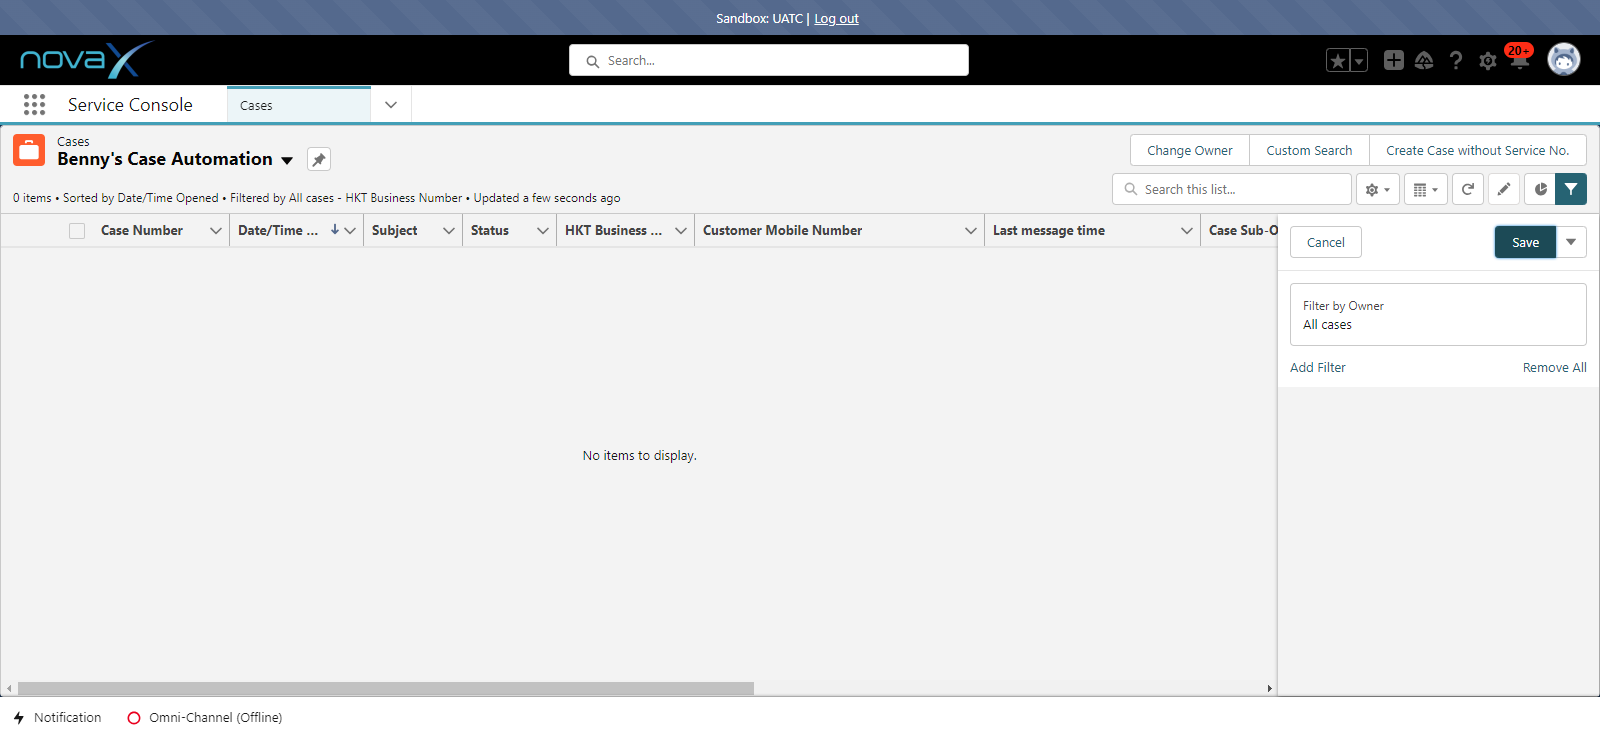 Sandbox: UATC | Log out
novaX
Search...
20+
Service Console
Cases
Cases
Benny's Case Automation
Change Owner
Custom Search
Create Case without Service No.
0 items • Sorted by Date/Time Opened • Filtered by All cases - HKT Business Number • Updated a few seconds ago
Search this list...
Case Number
Date/Time ...
Subject
Status
HKT Business ...
Customer Mobile Number
Last message time
Case Sub-O
Cancel
Save
Filter by Owner
All cases
Add Filter
Remove All
No items to display.
Notification
Omni-Channel (Offline)